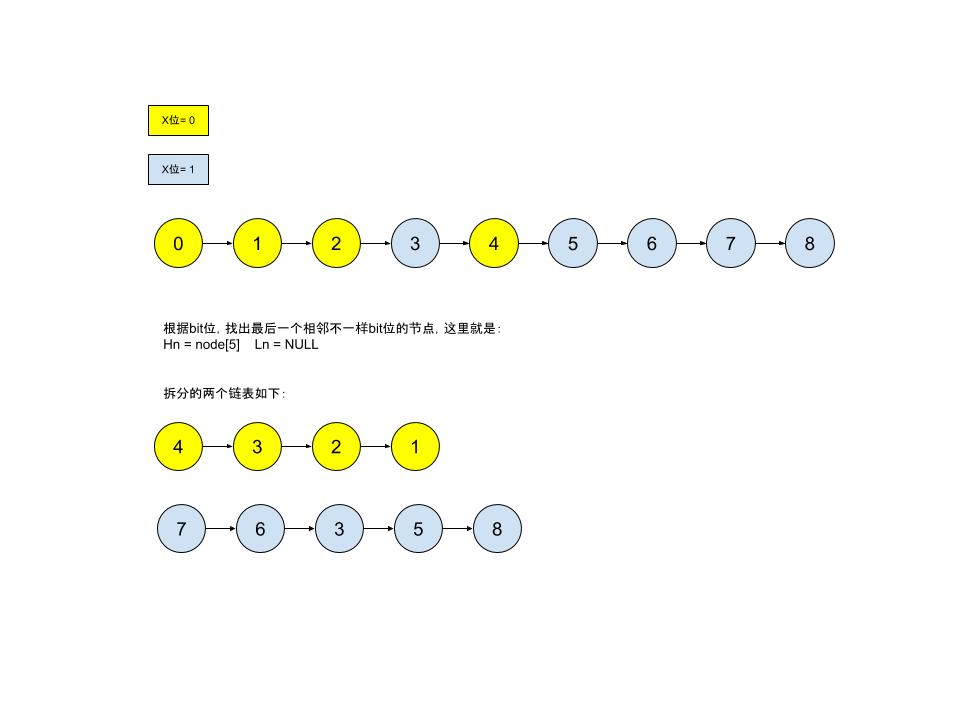 X位= 0
X位= 1
0 1 2 3 4 5 6 7 8
根据bit位, 找出最后一个相邻不一样bit位的节点, 这里就是:
Hn = node[5] Ln = NULL
拆分的两个链表如下:
4 3 2 1
7 6 3 5 8